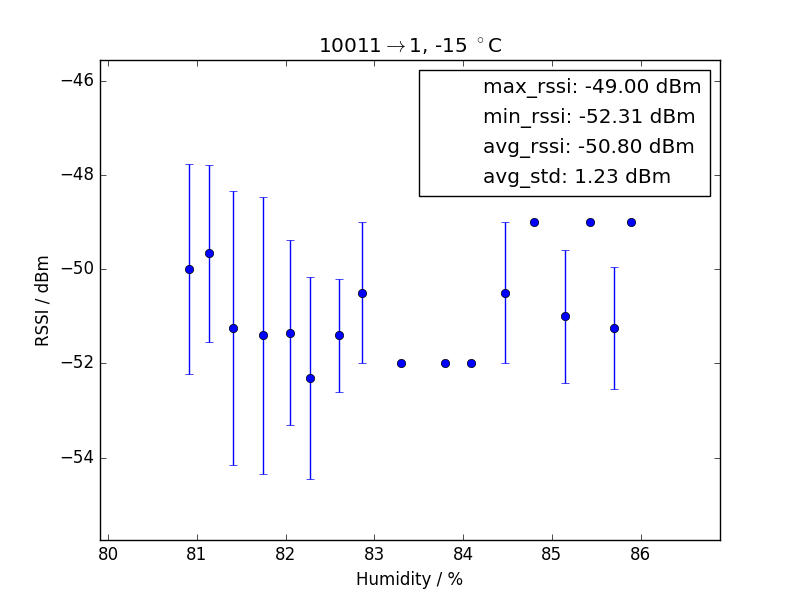 10011→1, -15 °C
max_rssi: -49.00 dBm
min_rssi: -52.31 dBm
avg_rssi: -50.80 dBm
avg_std: 1.23 dBm
RSSI / dBm
−46
−48
−50
−52
−54
80 81 82 83 84 85 86
Humidity / %